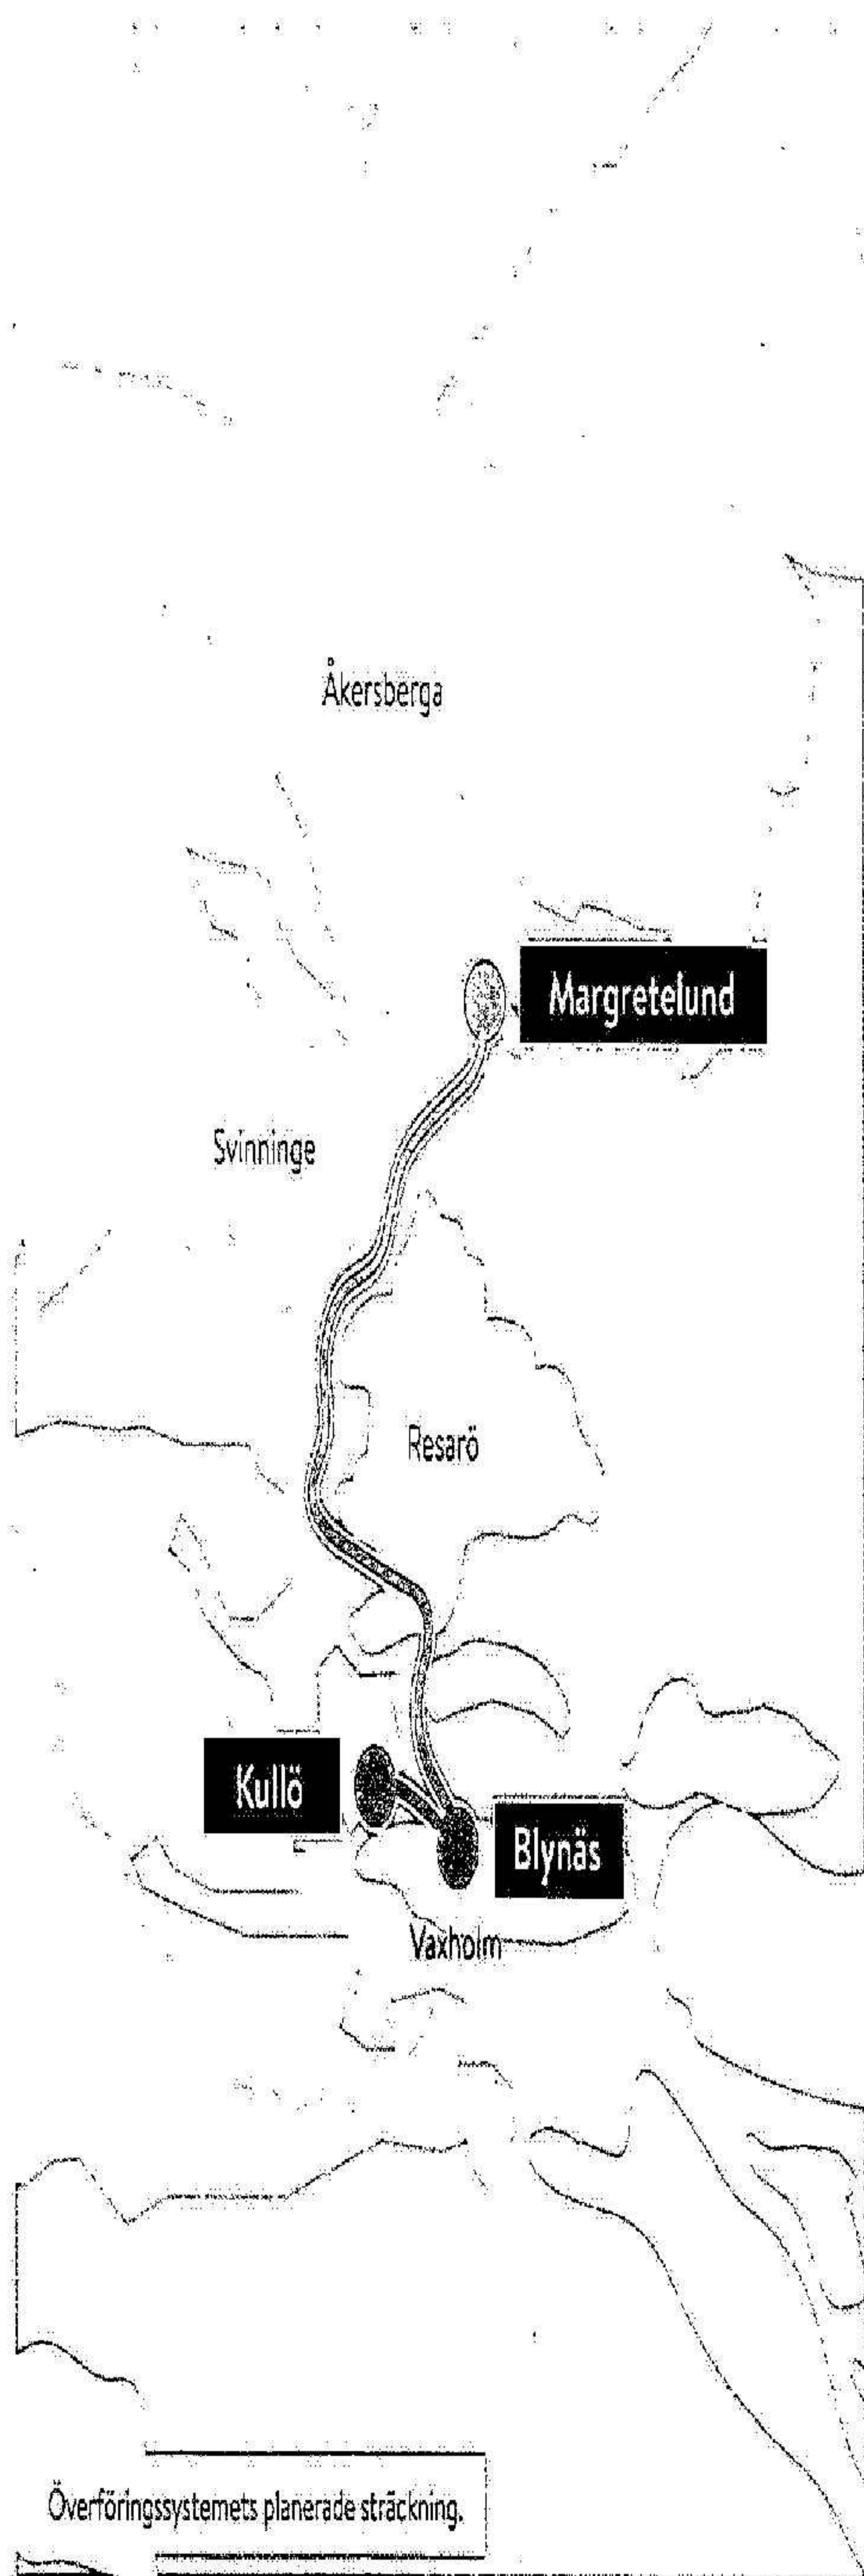 Åkersberga
Margretelund
Svinninge
Resarö
Kullö
Blynäs
Vaxholm
Överföringssystemets planerade sträckning.